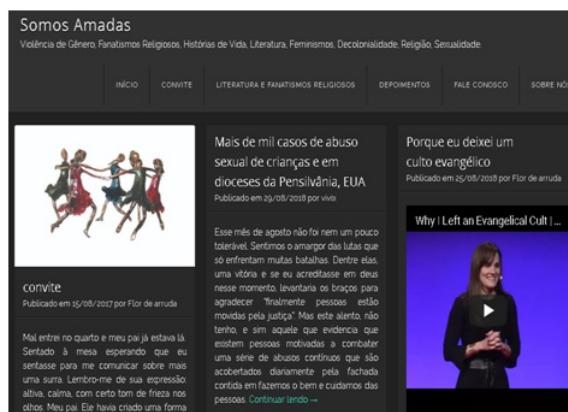 Somos Amadas
Violência de Gênero, Fanatismos Religiosos, Histórias de Vida, Literatura, Feminismos, Decolonialidade, Religião, Sexualidade.
INÍCIO CONVITE LITERATURA E FANATISMOS RELIGIOSOS DEPOIMENTOS FALE CONOSCO SOBRE NÓS
convite
Publicado em 15/08/2017 por Flor de arruda
Mal entrei no quarto e meu pai já estava lá.
Sentado à mesa esperando que eu
sentasse para me comunicar sobre mais
uma surra. Lembro-me de sua expressão:
altiva, calma, com certo tom de frieza nos
olhos. Meu pai. Ele havia criado uma forma
Mais de mil casos de abuso
sexual de crianças e em
dioceses da Pensilvânia, EUA
Publicado em 29/08/2018 por vivix
Esse mês de agosto não foi nem um pouco
tolerável. Sentimos o amargor das lutas que
só enfrentam muitas batalhas. Dentre elas,
uma vitória e se eu acreditasse em deus
nesse momento, levantaria os braços para
agradecer "finalmente pessoas estão
movidas pela justiça". Mas este alento, não
tenho, e sim aquele que evidencia que
existem pessoas motivadas a combater
uma série de abusos contínuos que são
acobertados diariamente pela fachada
contida em fazemos o bem e cuidamos das
pessoas. Continuar lendo →
Porque eu deixei um
culto evangélico
Publicado em 25/08/2018 por Flor de arruda
Why I Left an Evangelical Cult | ...